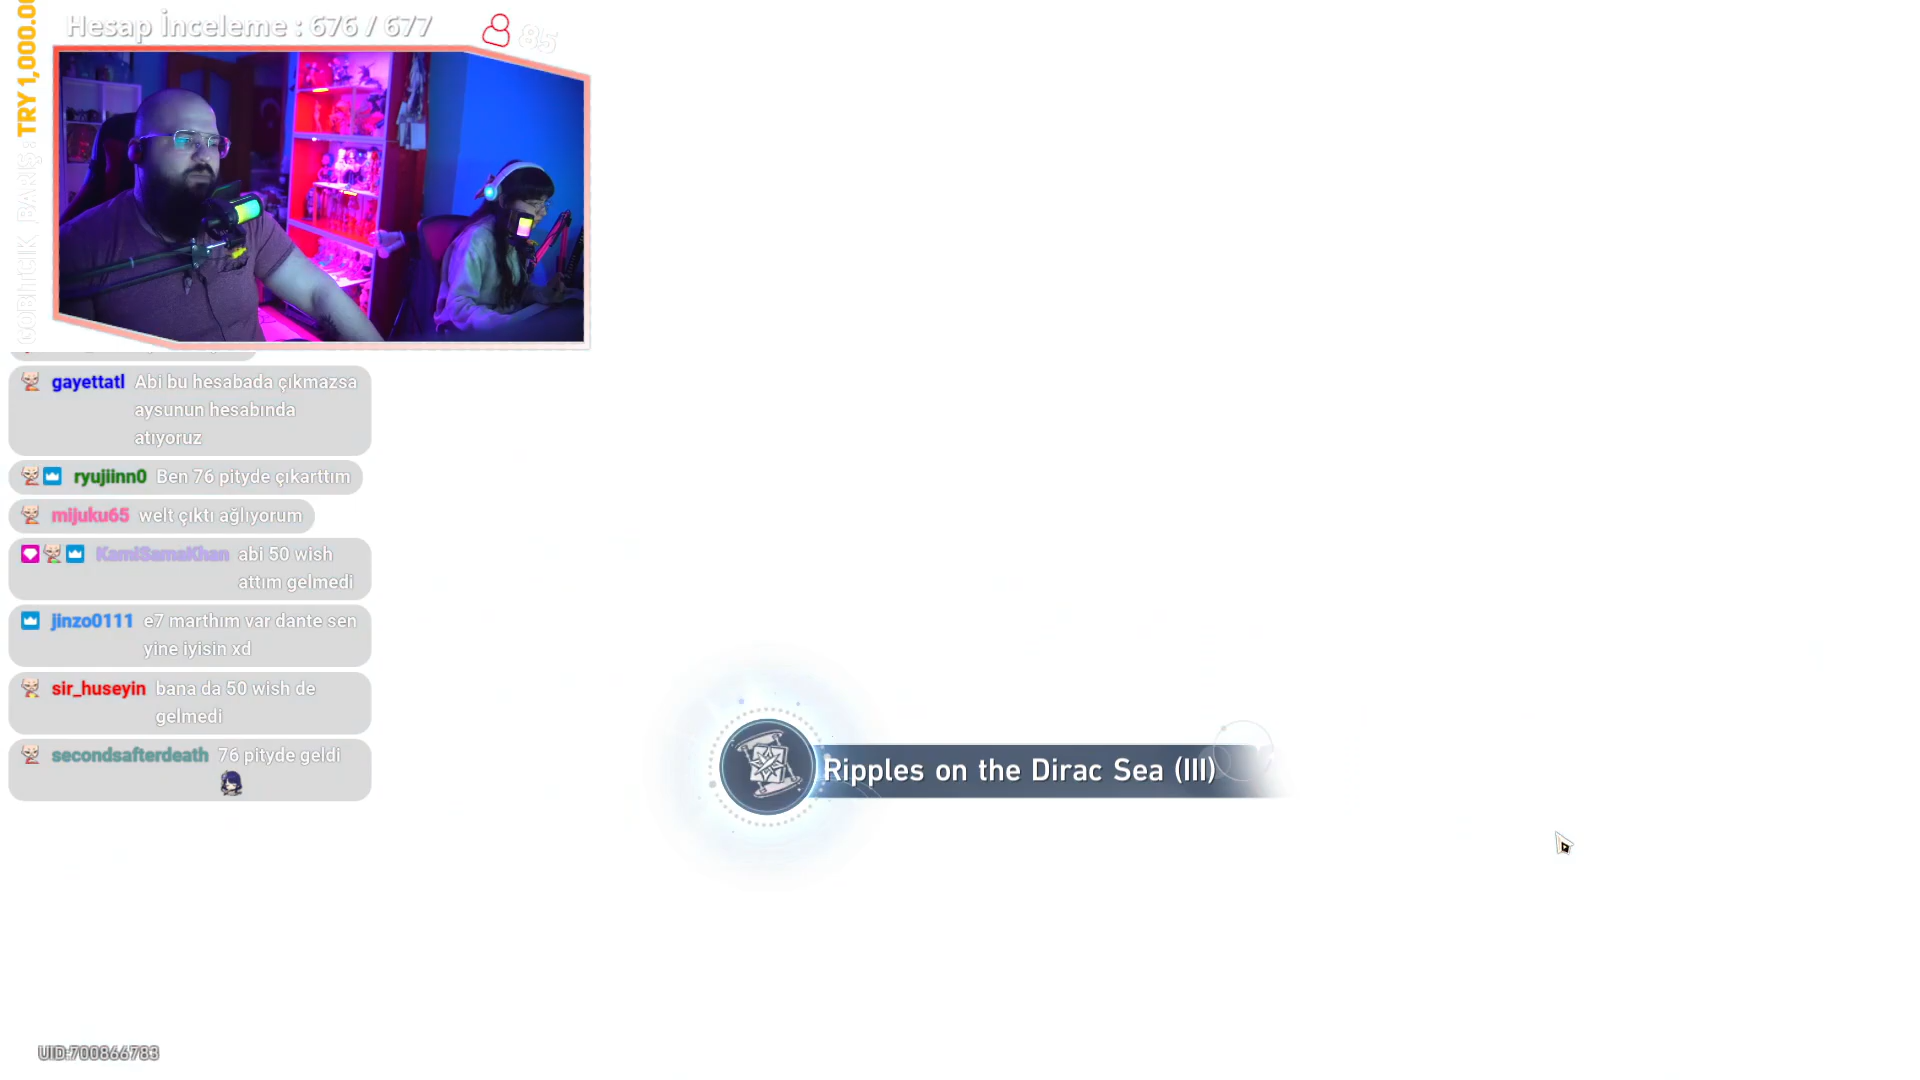 Hesap İnceleme : 676 / 677
85
TRY 1,000.0
gayettatl Abi bu hesabada çıkmazsa
aysunun hesabında
atıyoruz
ryujiinn0 Ben 76 pityde çıkarttım
mijuku65 welt çıktı ağlıyorum
KamiSamaKhan abi 50 wish
attım gelmedi
jinzo0111 e7 marthım var dante sen
yine iyisin xd
sir_huseyin bana da 50 wish de
gelmedi
secondsafterdeath 76 pityde geldi
Ripples on the Dirac Sea (III)
UID:700866783